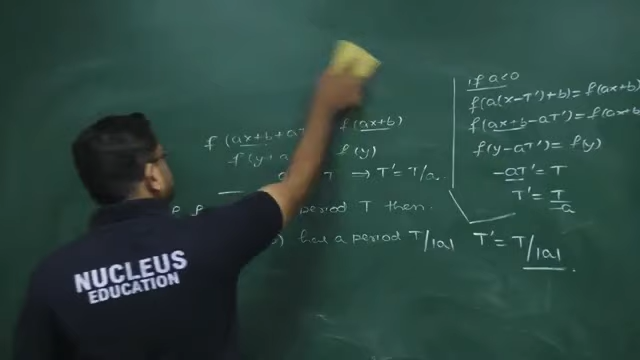 f(ax+b+aT f(ax+b)
f(y+a f(y)
T → T' = T/a.
period T then.
has a period T/|a|
if a<0
f(a(x-T')+b) = f(ax+b)
f(ax+b-aT') = f(ax+b
f(y-aT') = f(y)
-aT' = T
T' = T/-a
T' = T/|a|.
NUCLEUS
EDUCATION